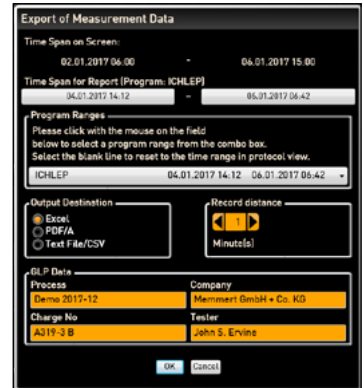 Export of Measurement Data
Time Span on Screen:
02.01.2017 06:00 - 06.01.2017 15:00
Time Span for Report (Program: ICHLEP)
04.01.2017 14:12 - 06.01.2017 06:42
Program Ranges
Please click with the mouse on the field
below to select a program range from the combo box.
Select the blank line to reset to the time range in protocol view.
ICHLEP 04.01.2017 14:12 06.01.2017 06:42
Output Destination
Excel
PDF/A
Text File/CSV
Record distance
1
Minute[s]
GLP Data
Process Company
Demo 2017-12 Memmert GmbH + Co. KG
Charge No Tester
A319-3 B John S. Ervine
OK Cancel